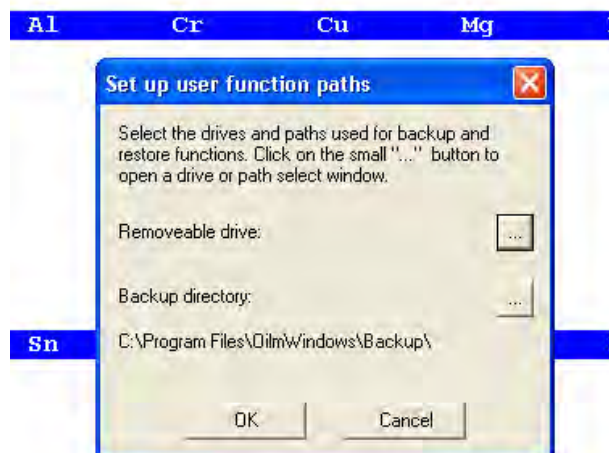 Al Cr Cu Mg
Set up user function paths
Select the drives and paths used for backup and
restore functions. Click on the small "..." button to
open a drive or path select window.
Removeable drive:
...
Backup directory:
...
Sn
C:\Program Files\OilmWindows\Backup\
OK Cancel